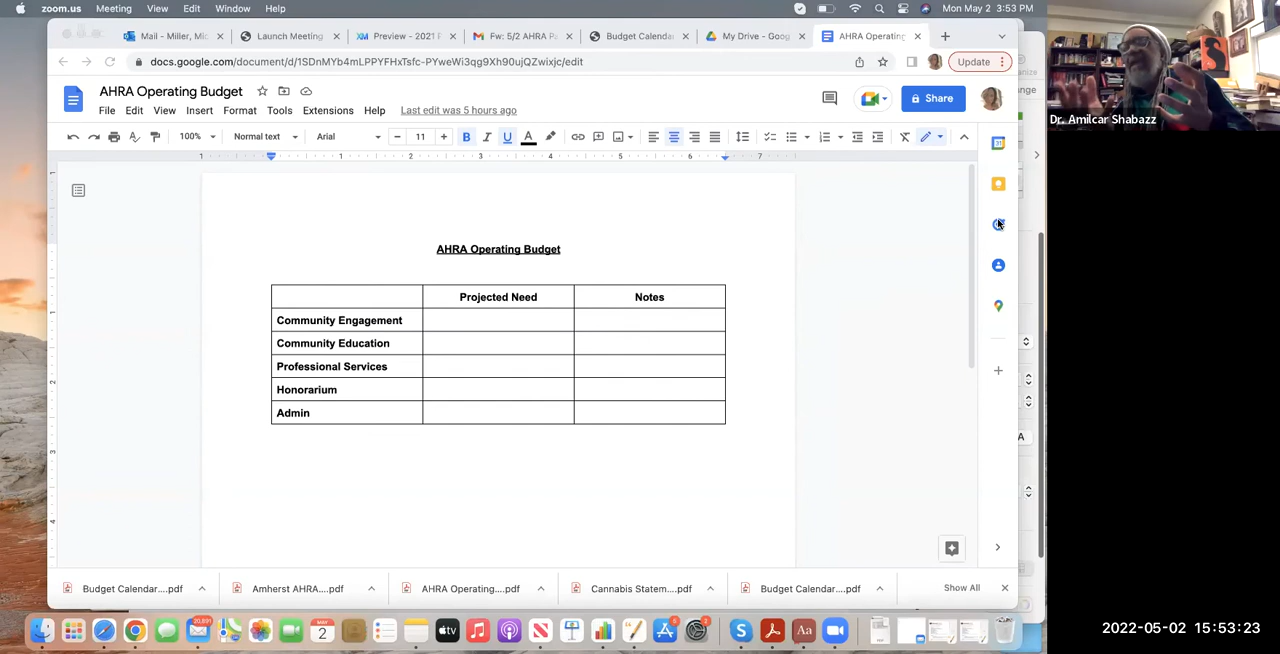 zoom.us Meeting View Edit Window Help Mon May 2 3:53 PM
Mail - Miller, Mic Launch Meeting Preview - 2021 F Fw: 5/2 AHRA Pa Budget Calendar My Drive - Goog AHRA Operating
docs.google.com/document/d/1SDnMYb4mLPPYFHxTsfc-PYweWi3qg9Xh90ujQZwixjc/edit Update
AHRA Operating Budget
File Edit View Insert Format Tools Extensions Help Last edit was 5 hours ago
Share
100% Normal text Arial 11
AHRA Operating Budget
Projected Need Notes
Community Engagement
Community Education
Professional Services
Honorarium
Admin
Budget Calendar....pdf Amherst AHRA....pdf AHRA Operating....pdf Cannabis Statem....pdf Budget Calendar....pdf Show All
Dr. Amilcar Shabazz
2022-05-02 15:53:23